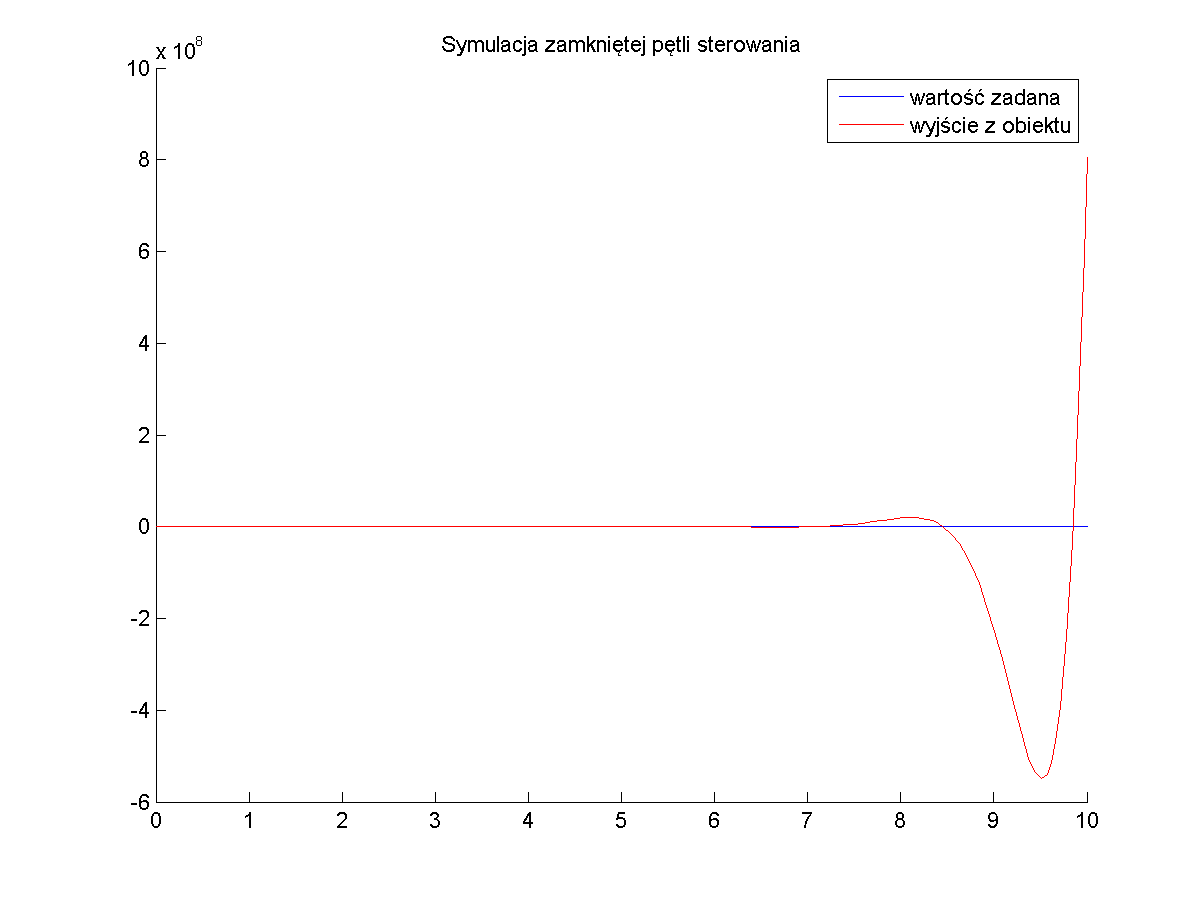 Symulacja zamkniętej pętli sterowania
x 10^8
wartość zadana
wyjście z obiektu
10
8
6
4
2
0
-2
-4
-6
0 1 2 3 4 5 6 7 8 9 10